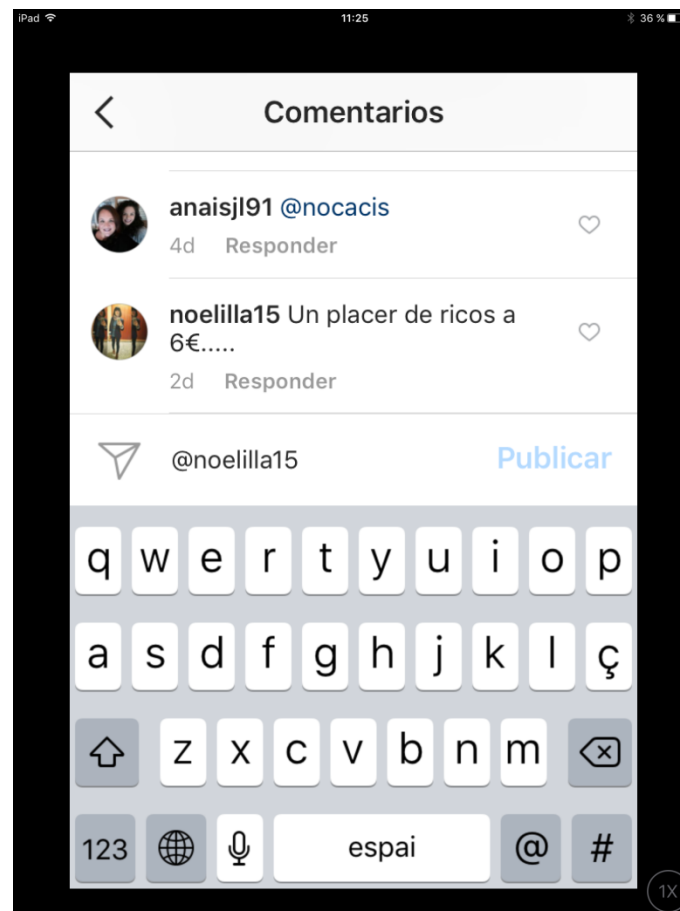 iPad 11:25 36 %
Comentarios
anaisjl91 @nocacis
4d Responder
noelilla15 Un placer de ricos a
6€.....
2d Responder
@noelilla15 Publicar
q w e r t y u i o p
a s d f g h j k l ç
z x c v b n m
123 espai @ #
1X